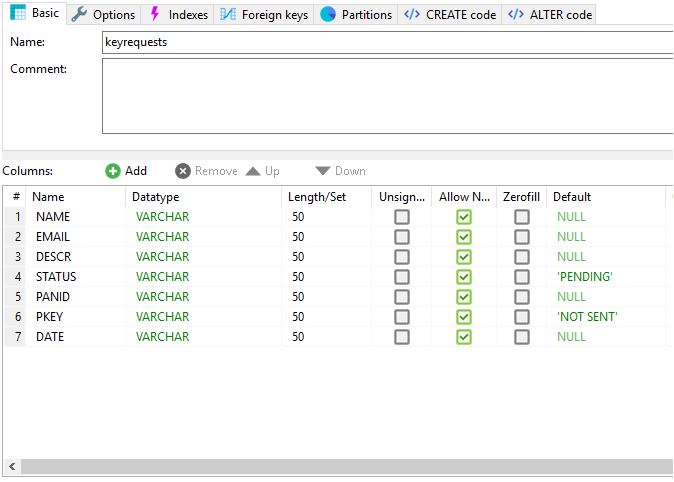 Basic Options Indexes Foreign keys Partitions </> CREATE code </> ALTER code
Name: keyrequests
Comment:
Columns: Add Remove Up Down
# Name Datatype Length/Set Unsign... Allow N... Zerofill Default
1 NAME VARCHAR 50 NULL
2 EMAIL VARCHAR 50 NULL
3 DESCR VARCHAR 50 NULL
4 STATUS VARCHAR 50 'PENDING'
5 PANID VARCHAR 50 NULL
6 PKEY VARCHAR 50 'NOT SENT'
7 DATE VARCHAR 50 NULL